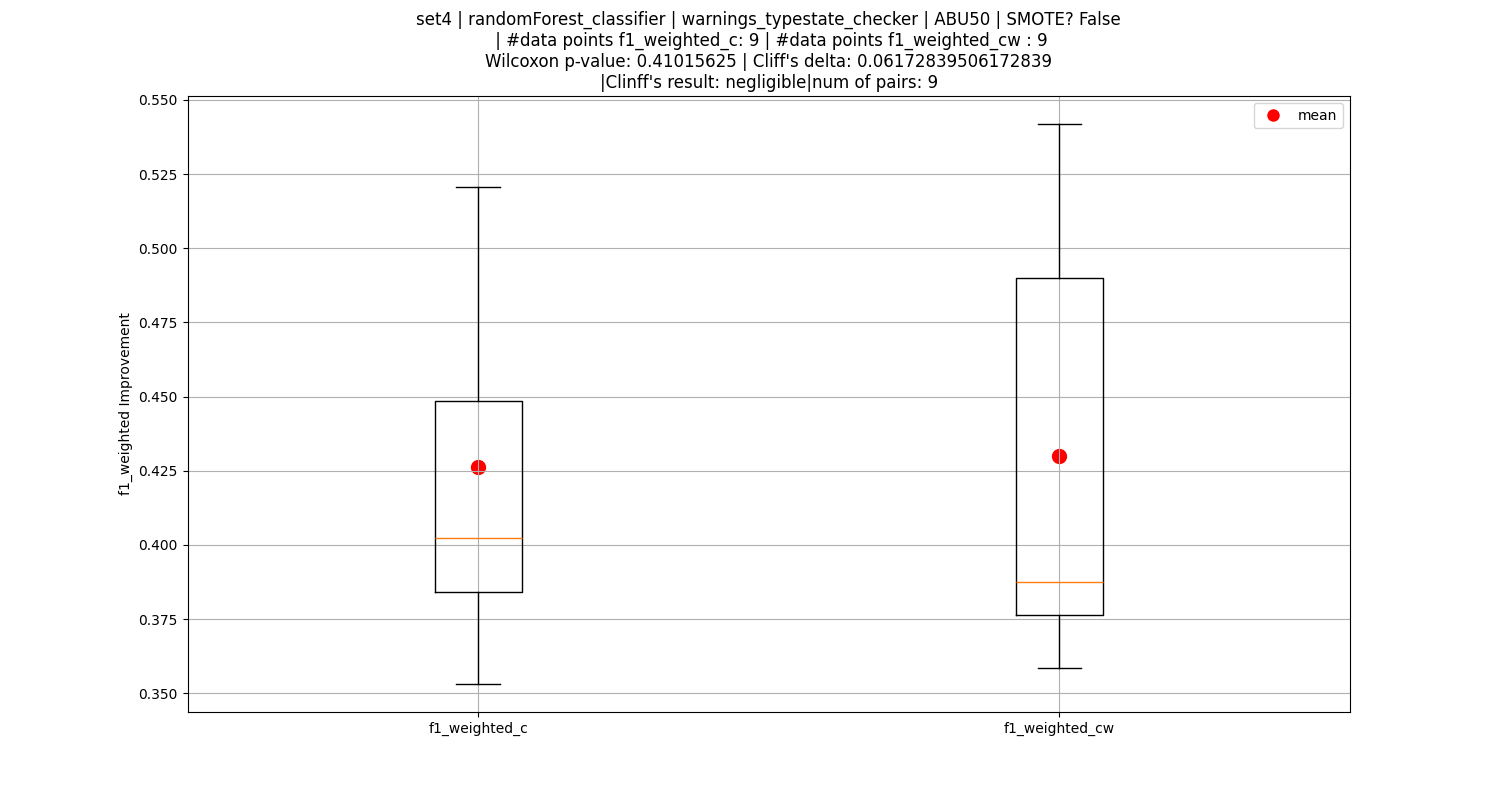 set4 | randomForest_classifier | warnings_typestate_checker | ABU50 | SMOTE? False
| #data points f1_weighted_c: 9 | #data points f1_weighted_cw : 9
Wilcoxon p-value: 0.41015625 | Cliff's delta: 0.06172839506172839
|Clinff's result: negligible|num of pairs: 9
mean
f1_weighted Improvement
0.550
0.525
0.500
0.475
0.450
0.425
0.400
0.375
0.350
f1_weighted_c
f1_weighted_cw